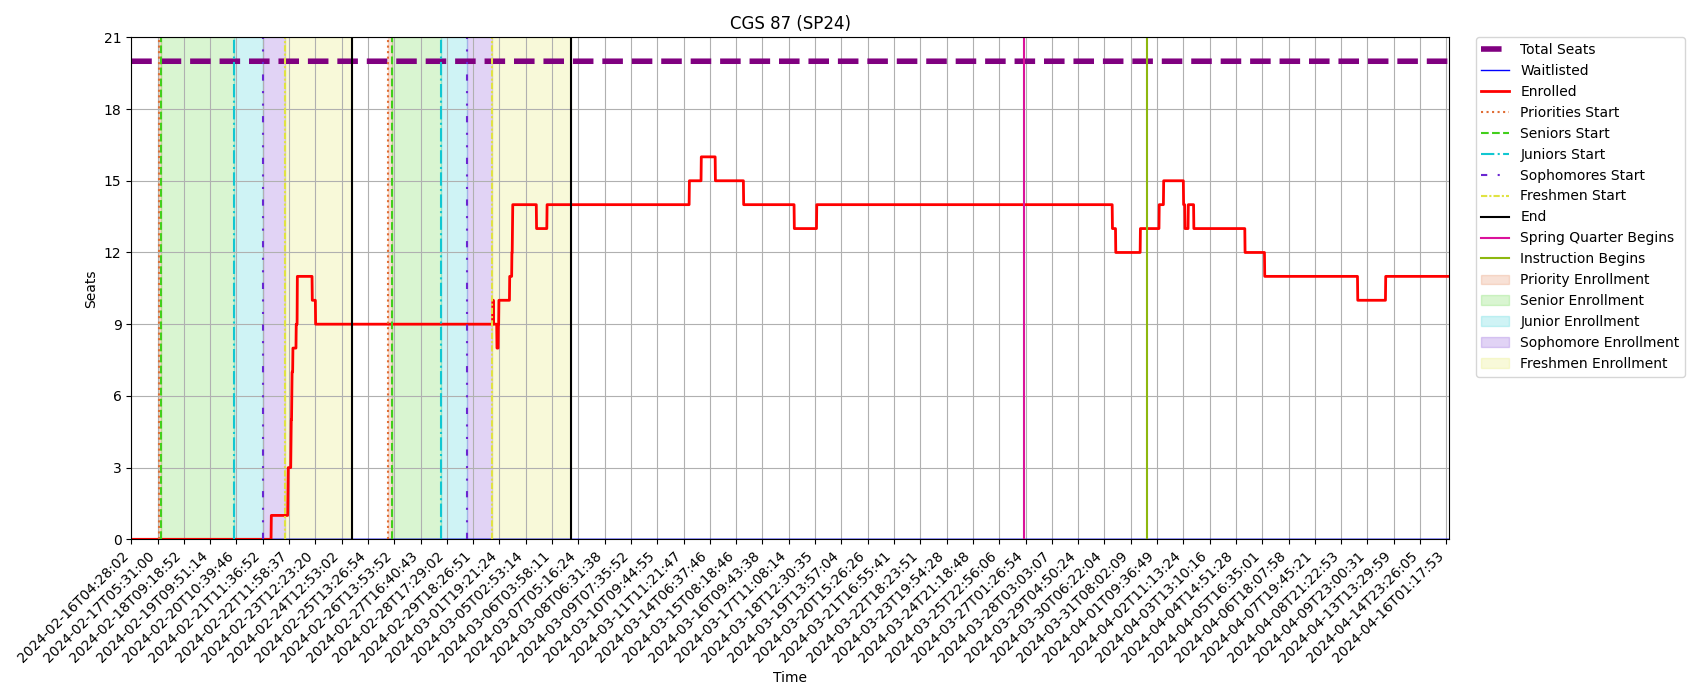 CGS 87 (SP24)
21
18
15
12
9
6
3
0
Seats
2024-02-16T04:28:02
2024-02-17T05:31:00
2024-02-18T09:18:52
2024-02-19T09:51:14
2024-02-20T10:39:46
2024-02-21T11:36:52
2024-02-22T11:58:37
2024-02-23T12:23:20
2024-02-24T12:53:02
2024-02-25T13:26:54
2024-02-26T13:53:52
2024-02-27T16:40:43
2024-02-28T17:29:02
2024-02-29T18:26:51
2024-03-01T19:21:24
2024-03-05T02:53:14
2024-03-06T03:58:11
2024-03-07T05:16:24
2024-03-08T06:31:38
2024-03-09T07:35:52
2024-03-10T09:44:55
2024-03-11T11:21:47
2024-03-14T06:37:46
2024-03-15T08:18:46
2024-03-16T09:43:38
2024-03-17T11:08:14
2024-03-18T12:30:35
2024-03-19T13:57:04
2024-03-20T15:26:26
2024-03-21T16:55:41
2024-03-22T18:23:51
2024-03-23T19:54:28
2024-03-24T21:18:48
2024-03-25T22:56:06
2024-03-27T01:26:54
2024-03-28T03:03:07
2024-03-29T04:50:24
2024-03-30T06:22:04
2024-03-31T08:02:09
2024-04-01T09:36:49
2024-04-02T11:13:24
2024-04-03T13:10:16
2024-04-04T14:51:28
2024-04-05T16:35:01
2024-04-06T18:07:58
2024-04-07T19:45:21
2024-04-08T21:22:53
2024-04-09T23:00:31
2024-04-13T13:29:59
2024-04-14T23:26:05
2024-04-16T01:17:53
Time
Total Seats
Waitlisted
Enrolled
Priorities Start
Seniors Start
Juniors Start
Sophomores Start
Freshmen Start
End
Spring Quarter Begins
Instruction Begins
Priority Enrollment
Senior Enrollment
Junior Enrollment
Sophomore Enrollment
Freshmen Enrollment